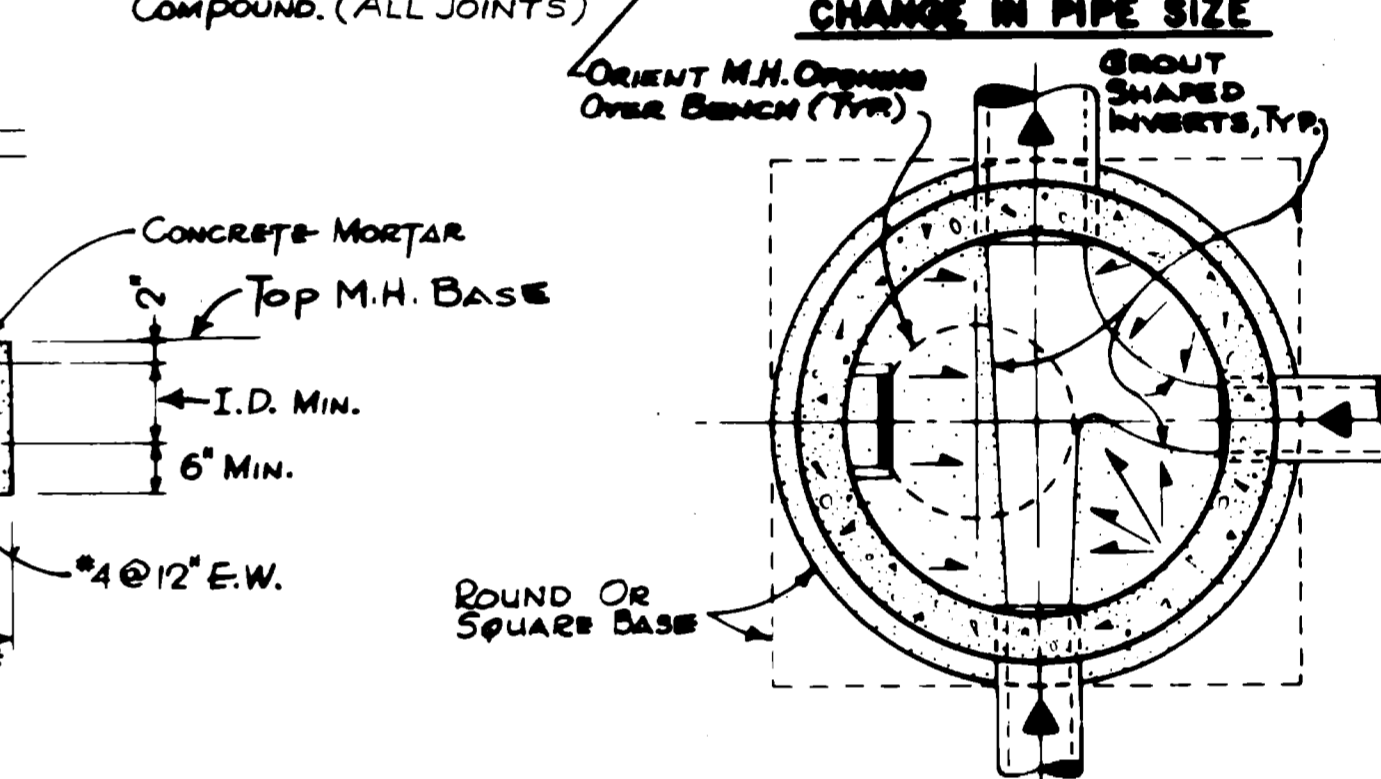 COMPOUND. (ALL JOINTS)
CHANGE IN PIPE SIZE
ORIENT M.H. OPENING
OVER BENCH (TYP.)
GROUT
SHAPED
INVERTS, TYP.
CONCRETE MORTAR
2"
TOP M.H. BASE
I.D. MIN.
6" MIN.
#4 @ 12" E.W.
ROUND OR
SQUARE BASE